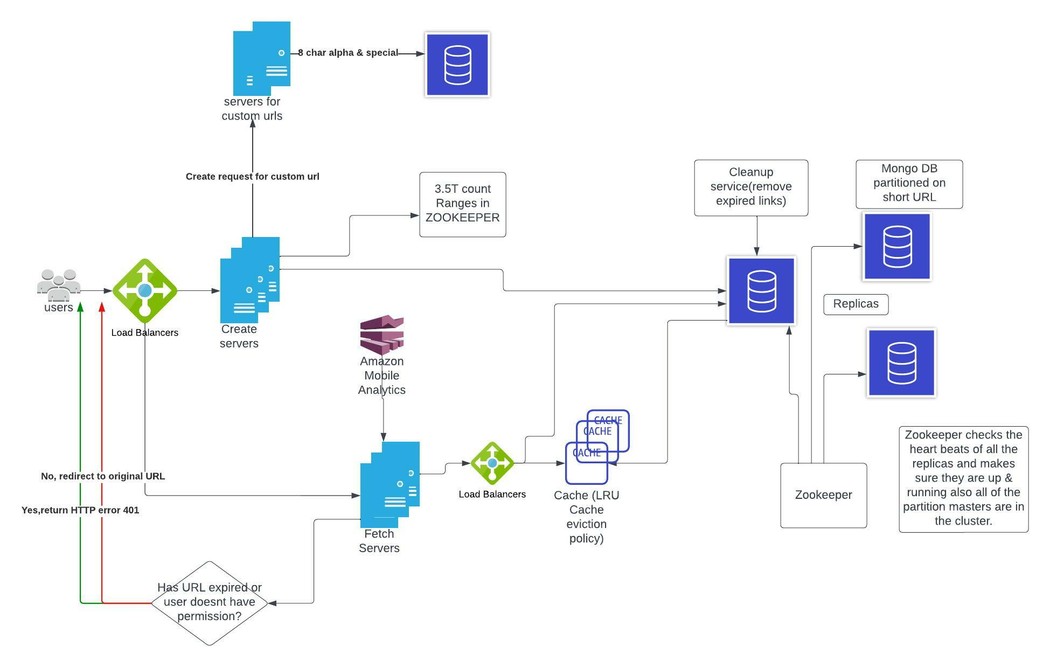 8 char alpha & special
servers for
custom urls
Create request for custom url
3.5T count
Ranges in
ZOOKEEPER
Cleanup
service(remove
expired links)
Mongo DB
partitioned on
short URL
users
Load Balancers
Create
servers
Replicas
Amazon
Mobile
Analytics
CACHE
CACHE
CACHE
Load Balancers
Cache (LRU
Cache
eviction
policy)
Zookeeper
Zookeeper checks the
heart beats of all the
replicas and makes
sure they are up &
running also all of the
partition masters are in
the cluster.
No, redirect to original URL
Yes,return HTTP error 401
Fetch
Servers
Has URL expired or
user doesnt have
permission?